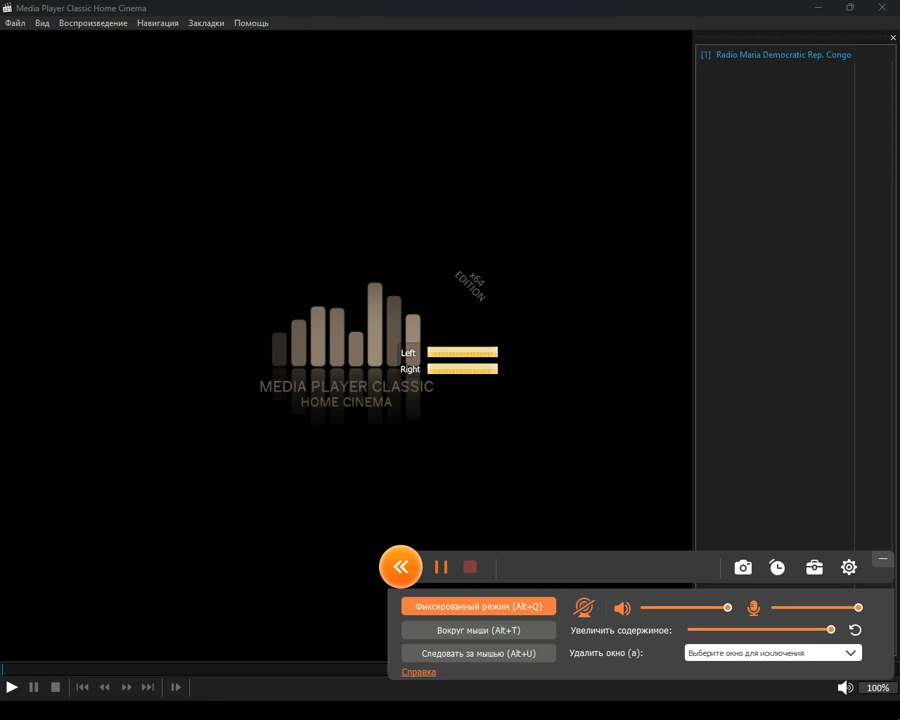 Media Player Classic Home Cinema
Файл Вид Воспроизведение Навигация Закладки Помощь
[1] Radio Maria Democratic Rep. Congo
x64
EDITION
Left
Right
MEDIA PLAYER CLASSIC
HOME CINEMA
Фиксированный режим (Alt+Q)
Вокруг мыши (Alt+T)
Увеличить содержимое:
Следовать за мышью (Alt+U)
Удалить окно (а):
Выберите окно для исключения
Справка
100%